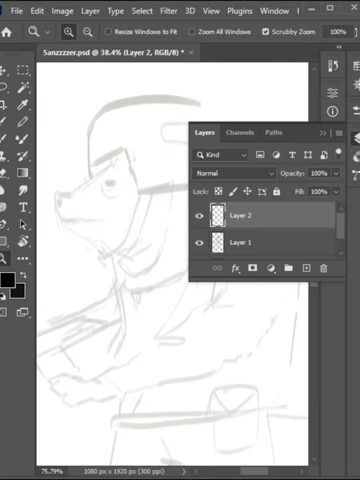 File Edit Image Layer Type Select Filter 3D View Plugins Window
Resize Windows to Fit Zoom All Windows Scrubby Zoom 100%
Sanzzzzer.psd @ 38.4% (Layer 2, RGB/8) * ×
Layers Channels Paths
Kind
Normal Opacity: 100%
Lock: Fill: 100%
Layer 2
Layer 1
fx
75.79% 1080 px x 1920 px (300 ppi)